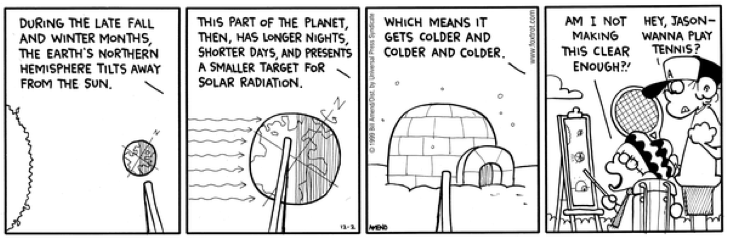 DURING THE LATE FALL
AND WINTER MONTHS,
THE EARTH'S NORTHERN
HEMISPHERE TILTS AWAY
FROM THE SUN.
N
THIS PART OF THE PLANET,
THEN, HAS LONGER NIGHTS,
SHORTER DAYS, AND PRESENTS
A SMALLER TARGET FOR
SOLAR RADIATION.
N
12-2
© 1999 Bill Amend/Dist. by Universal Press Syndicate
WHICH MEANS IT
GETS COLDER AND
COLDER AND COLDER.
AMEND
www.foxtrot.com
AM I NOT
MAKING
THIS CLEAR
ENOUGH?!
HEY, JASON—
WANNA PLAY
TENNIS?
A